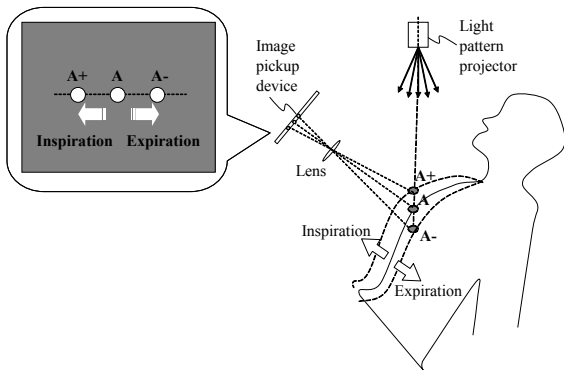 A+ A A-
Inspiration Expiration
Image
pickup
device
Lens
Light
pattern
projector
A+
A
A-
Inspiration
Expiration